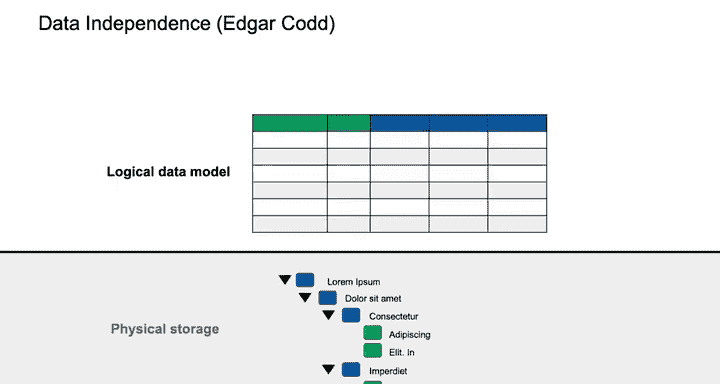 Data Independence (Edgar Codd)
Logical data model
Lorem Ipsum
Dolor sit amet
Consectetur
Physical storage
Adipiscing
Elit. In
Imperdiet